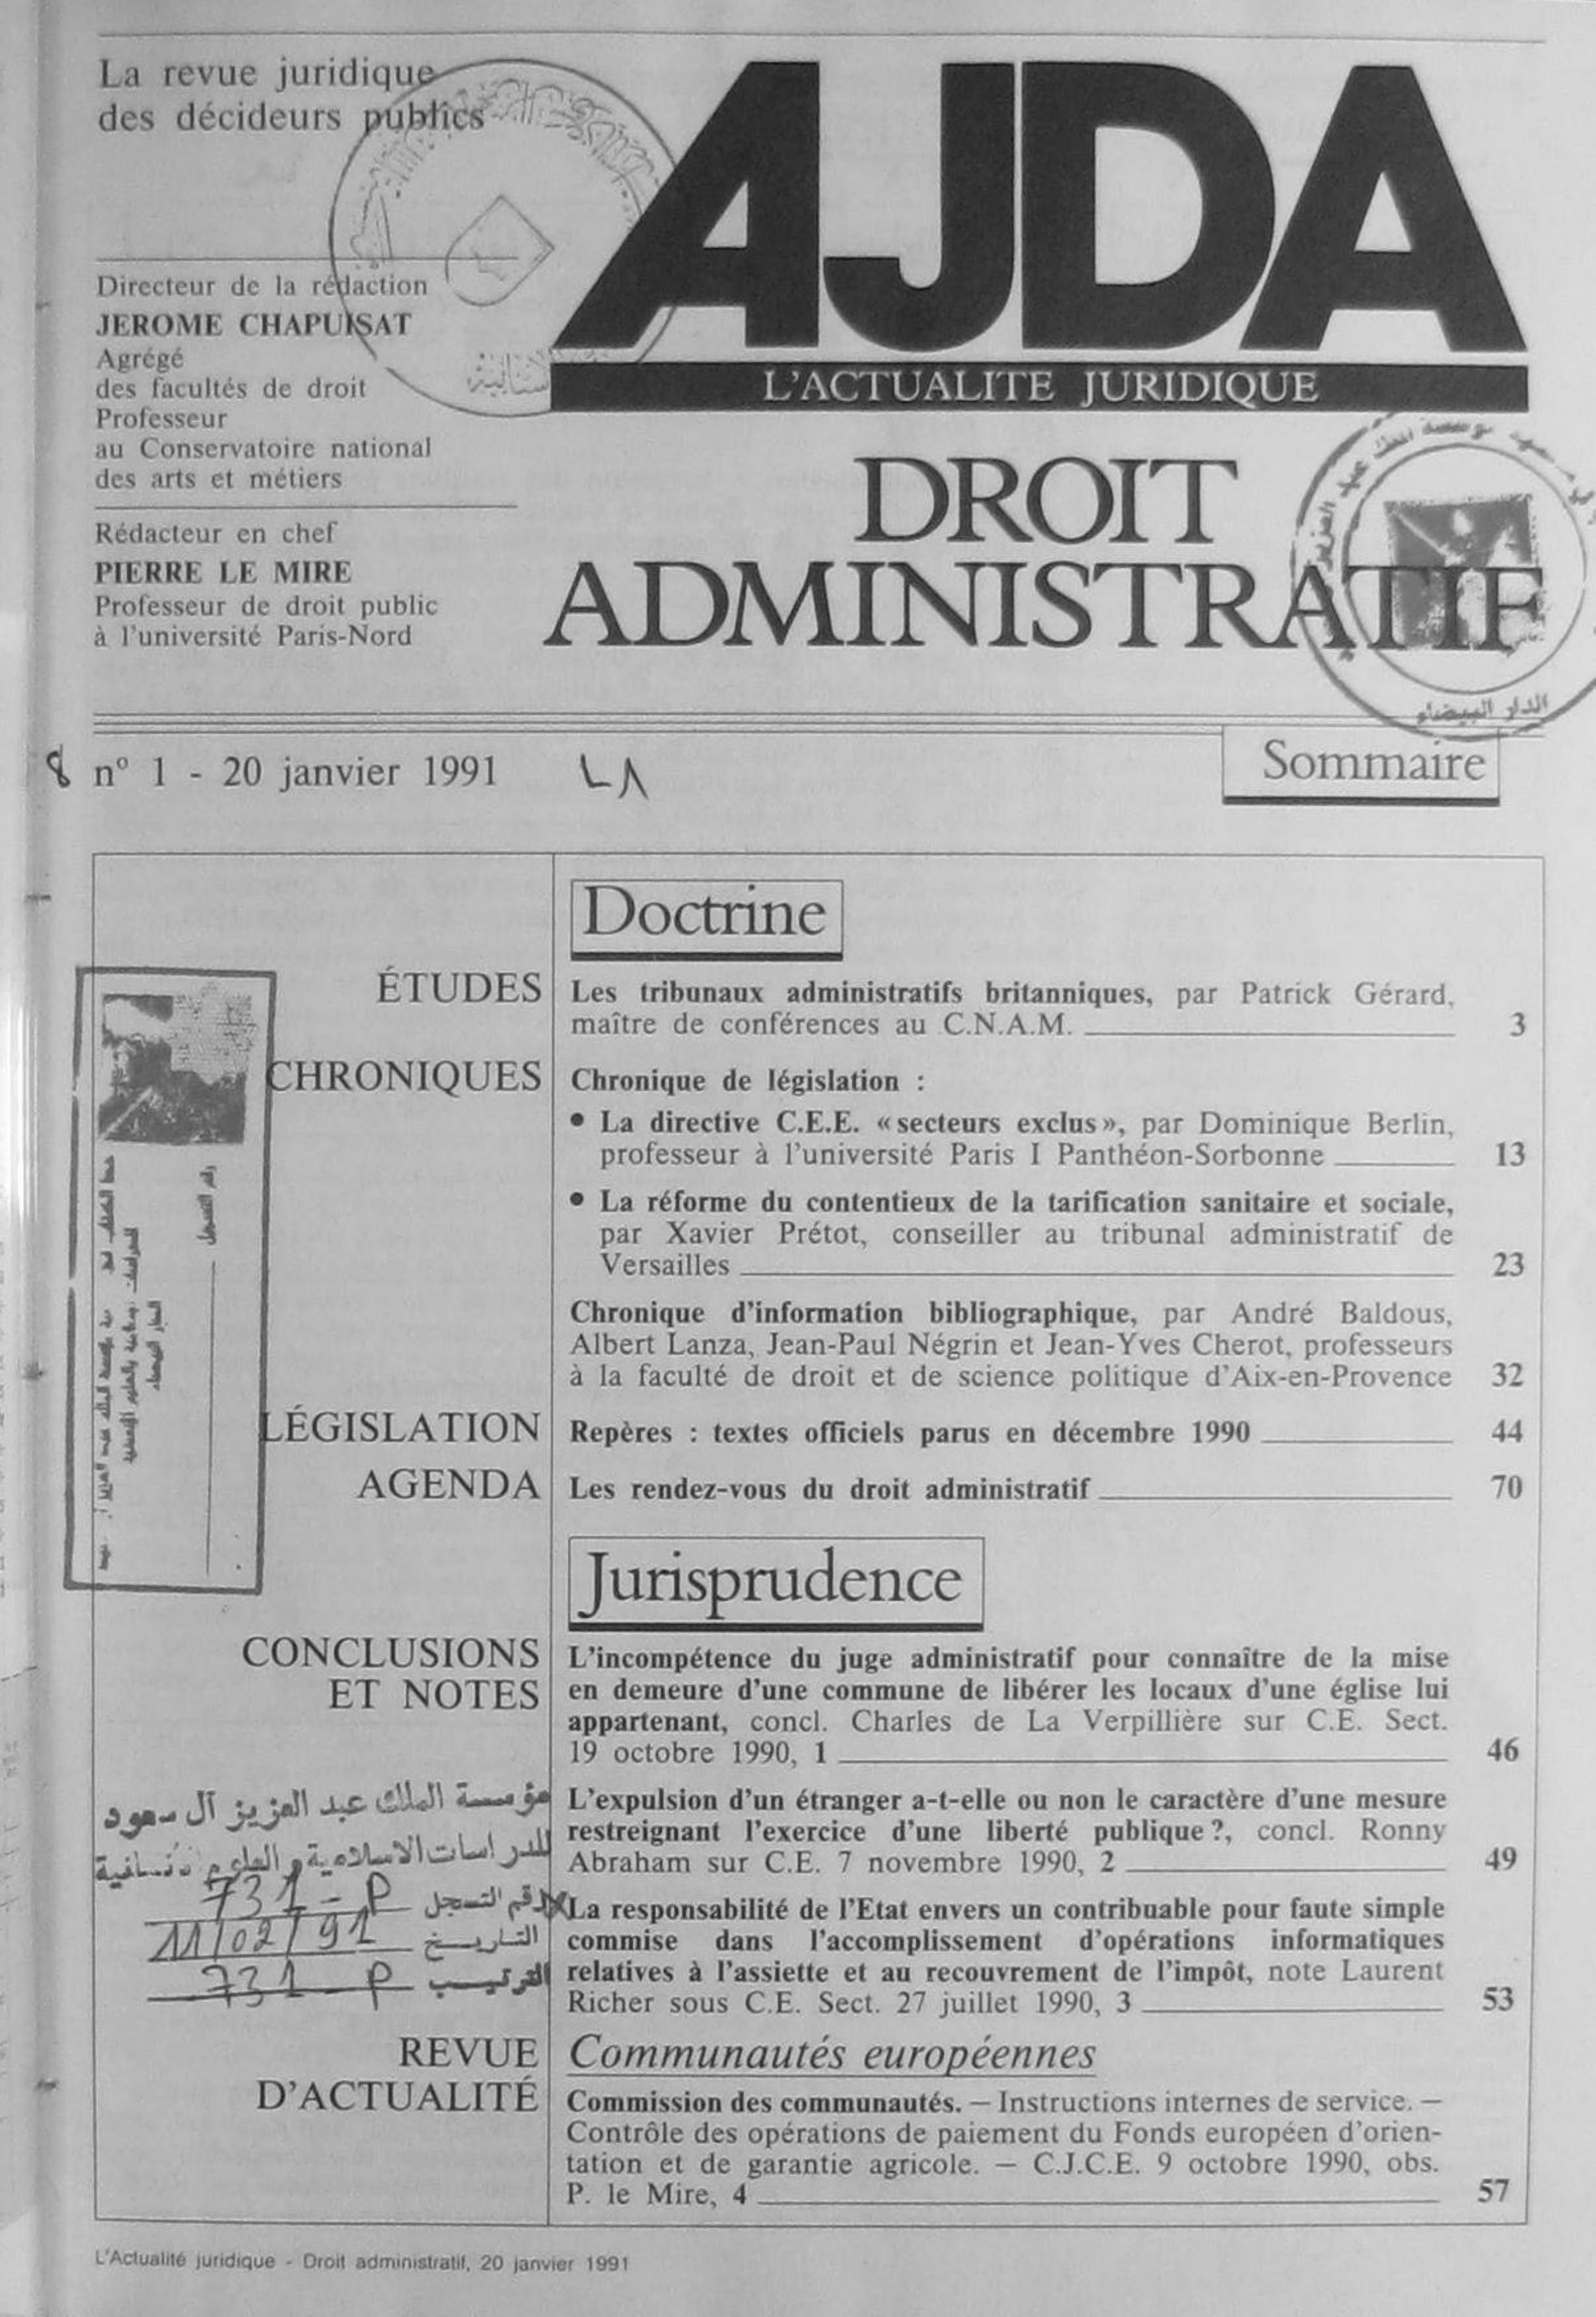 La revue juridique
des décideurs publics
AJDA
L'ACTUALITE JURIDIQUE
DROIT
ADMINISTRATIF
Directeur de la rédaction
JEROME CHAPUISAT
Agrégé
des facultés de droit
Professeur
au Conservatoire national
des arts et métiers
Rédacteur en chef
PIERRE LE MIRE
Professeur de droit public
à l'université Paris-Nord
الدار البيضاء
8 n° 1 - 20 janvier 1991
Sommaire
Doctrine
ÉTUDES
Les tribunaux administratifs britanniques, par Patrick Gérard,
maître de conférences au C.N.A.M. 3
CHRONIQUES
Chronique de législation :
• La directive C.E.E. « secteurs exclus », par Dominique Berlin,
professeur à l'université Paris I Panthéon-Sorbonne 13
• La réforme du contentieux de la tarification sanitaire et sociale,
par Xavier Prétot, conseiller au tribunal administratif de
Versailles 23
Chronique d'information bibliographique, par André Baldous,
Albert Lanza, Jean-Paul Négrin et Jean-Yves Cherot, professeurs
à la faculté de droit et de science politique d'Aix-en-Provence 32
رقم التسجيل
LÉGISLATION
Repères : textes officiels parus en décembre 1990 44
AGENDA
Les rendez-vous du droit administratif 70
Jurisprudence
CONCLUSIONS
ET NOTES
L'incompétence du juge administratif pour connaître de la mise
en demeure d'une commune de libérer les locaux d'une église lui
appartenant, concl. Charles de La Verpillière sur C.E. Sect.
19 octobre 1990, 1 46
L'expulsion d'un étranger a-t-elle ou non le caractère d'une mesure
restreignant l'exercice d'une liberté publique ?, concl. Ronny
Abraham sur C.E. 7 novembre 1990, 2 49
La responsabilité de l'Etat envers un contribuable pour faute simple
commise dans l'accomplissement d'opérations informatiques
relatives à l'assiette et au recouvrement de l'impôt, note Laurent
Richer sous C.E. Sect. 27 juillet 1990, 3 53
مؤسسة الملك عبد العزيز آل سعود
للدراسات الاسلامية و العلوم الانسانية
رقم التسجل 731 - P
التاريخ 11/02/91
الترتيب 731 - P
REVUE
D'ACTUALITÉ
Communautés européennes
Commission des communautés. — Instructions internes de service. —
Contrôle des opérations de paiement du Fonds européen d'orien-
tation et de garantie agricole. — C.J.C.E. 9 octobre 1990, obs.
P. le Mire, 4 57
L'Actualité juridique - Droit administratif, 20 janvier 1991